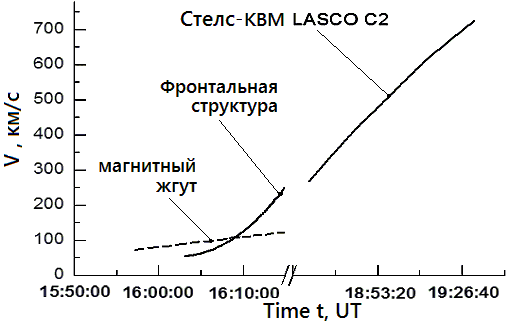 700
600
500
400
300
200
100
0
V , км/с
Стелс-КВМ LASCO C2
Фронтальная
структура
магнитный
жгут
15:50:00 16:00:00 16:10:00 18:53:20 19:26:40
Time t, UT